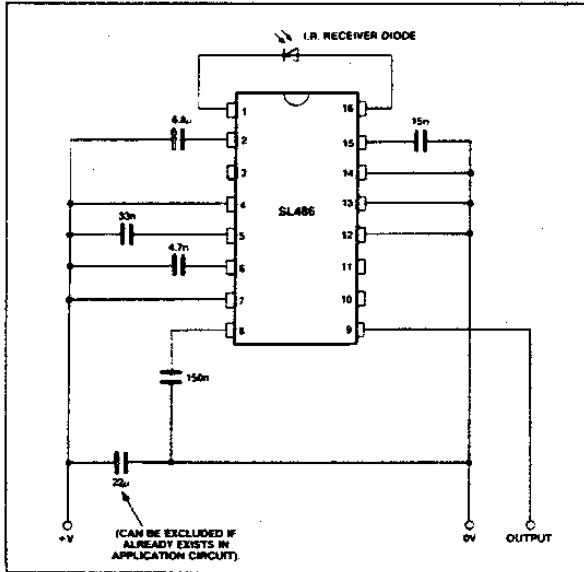 I.R. RECEIVER DIODE
1
16
6.8μ
2
15
15n
3
14
4
SL486
13
33n
5
12
4.7n
6
11
7
10
8
9
150n
22μ
(CAN BE EXCLUDED IF
ALREADY EXISTS IN
APPLICATION CIRCUIT).
+V
0V
OUTPUT